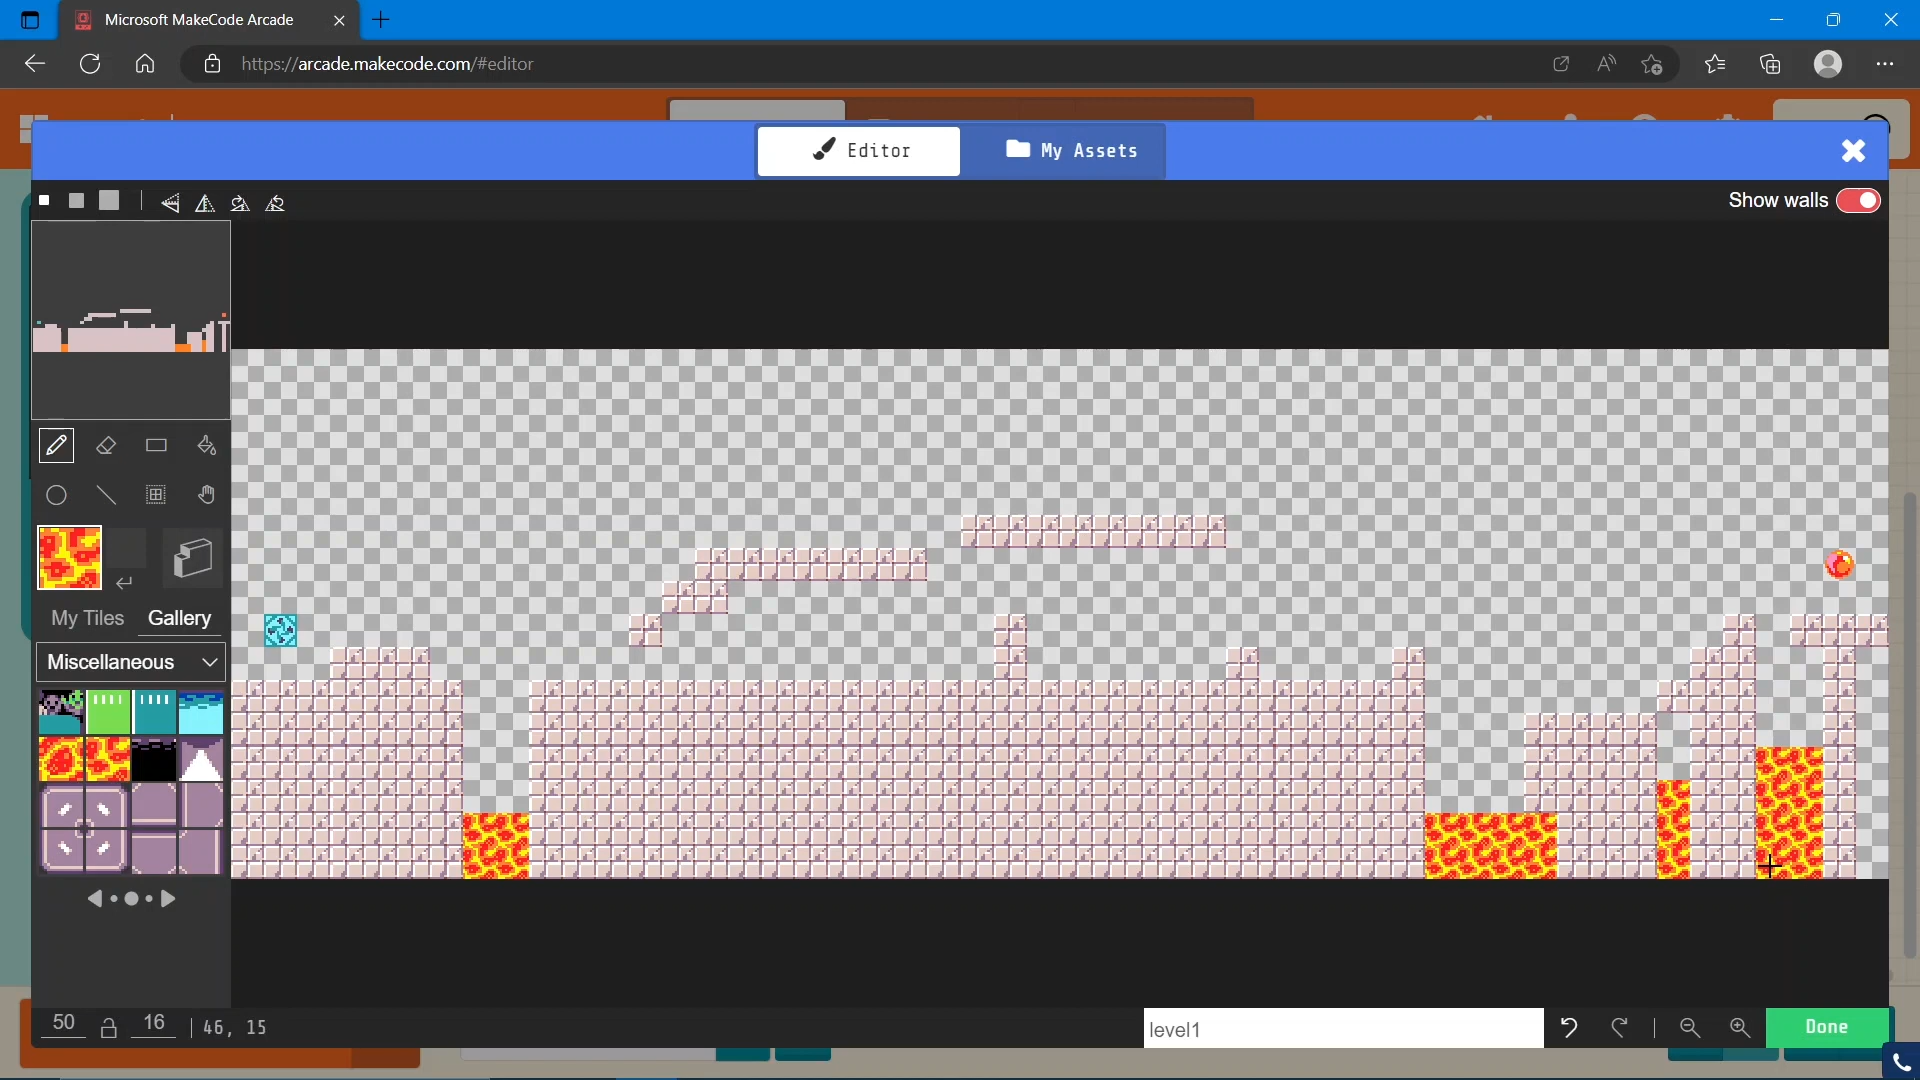 Microsoft MakeCode Arcade
https://arcade.makecode.com/#editor
Editor
My Assets
Show walls
My Tiles
Gallery
Miscellaneous
50
16
46, 15
level1
Done